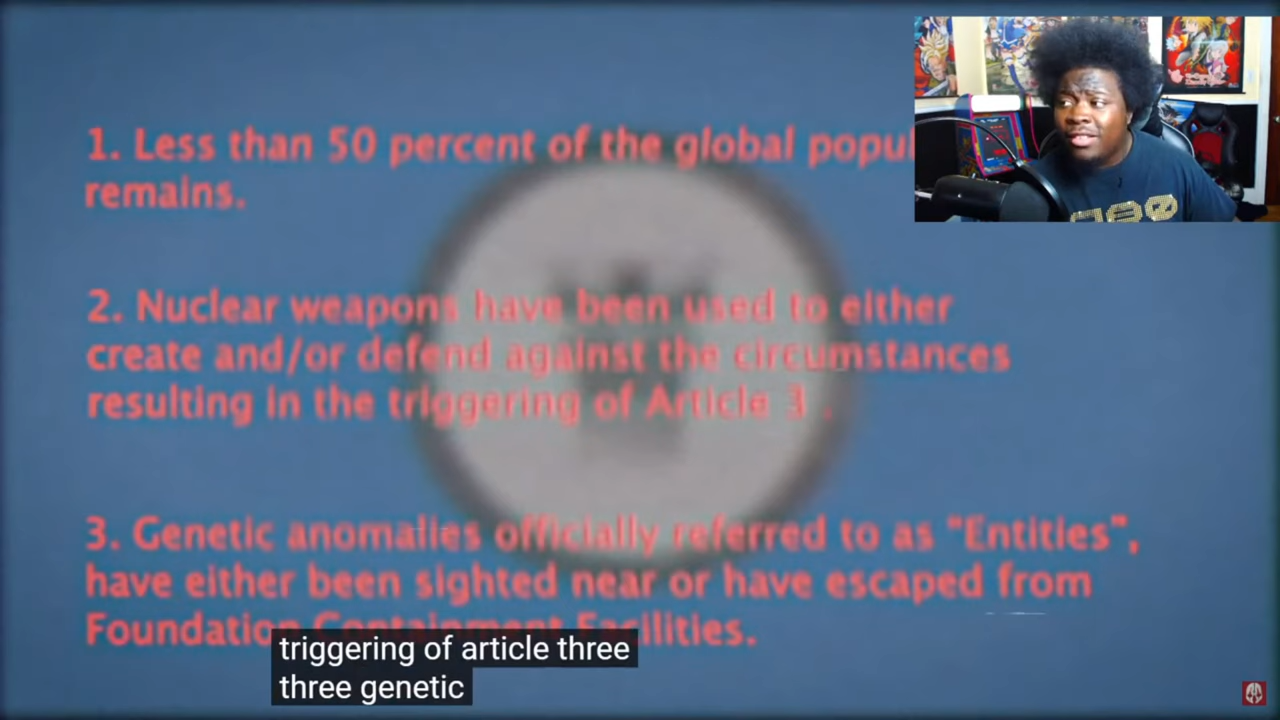 1. Less than 50 percent of the global popul
remains.
2. Nuclear weapons have been used to either
create and/or defend against the circumstances
resulting in the triggering of Article 3 .
3. Genetic anomalies officially referred to as "Entities",
have either been sighted near or have escaped from
Foundation Containment Facilities.
triggering of article three
three genetic